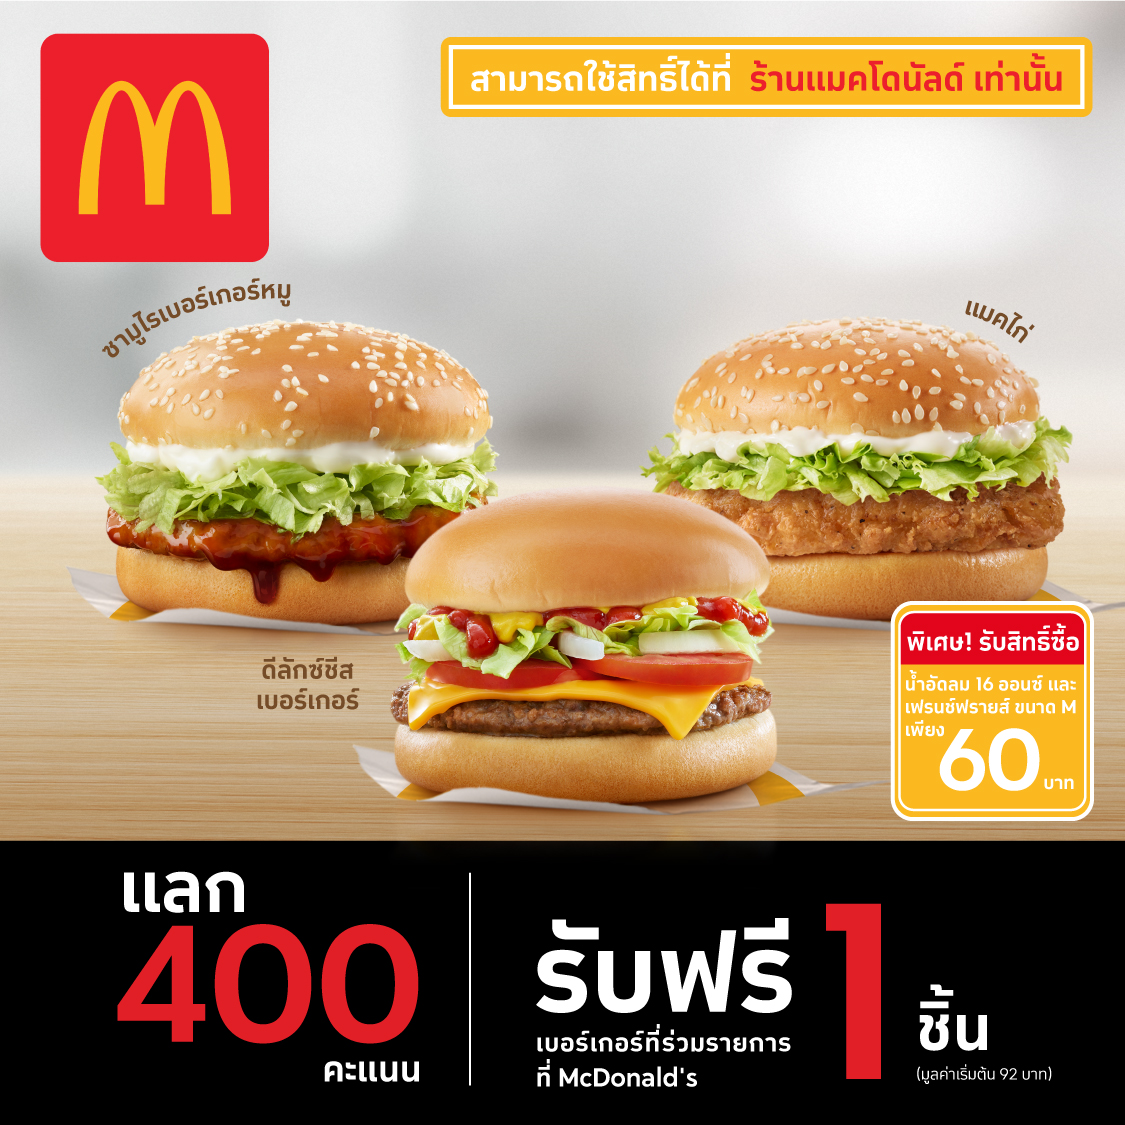 สามารถใช้สิทธิ์ได้ที่ ร้านแมคโดนัลด์ เท่านั้น
ซามูไรเบอร์เกอร์หมู
แมคไก่
ดีลักซ์ชีส
เบอร์เกอร์
พิเศษ! รับสิทธิ์ซื้อ
น้ำอัดลม 16 ออนซ์ และ
เฟรนช์ฟรายส์ ขนาด M
เพียง
60 บาท
แลก
400
คะแนน
รับฟรี 1 ชิ้น
เบอร์เกอร์ที่ร่วมรายการ
ที่ McDonald's
(มูลค่าเริ่มต้น 92 บาท)